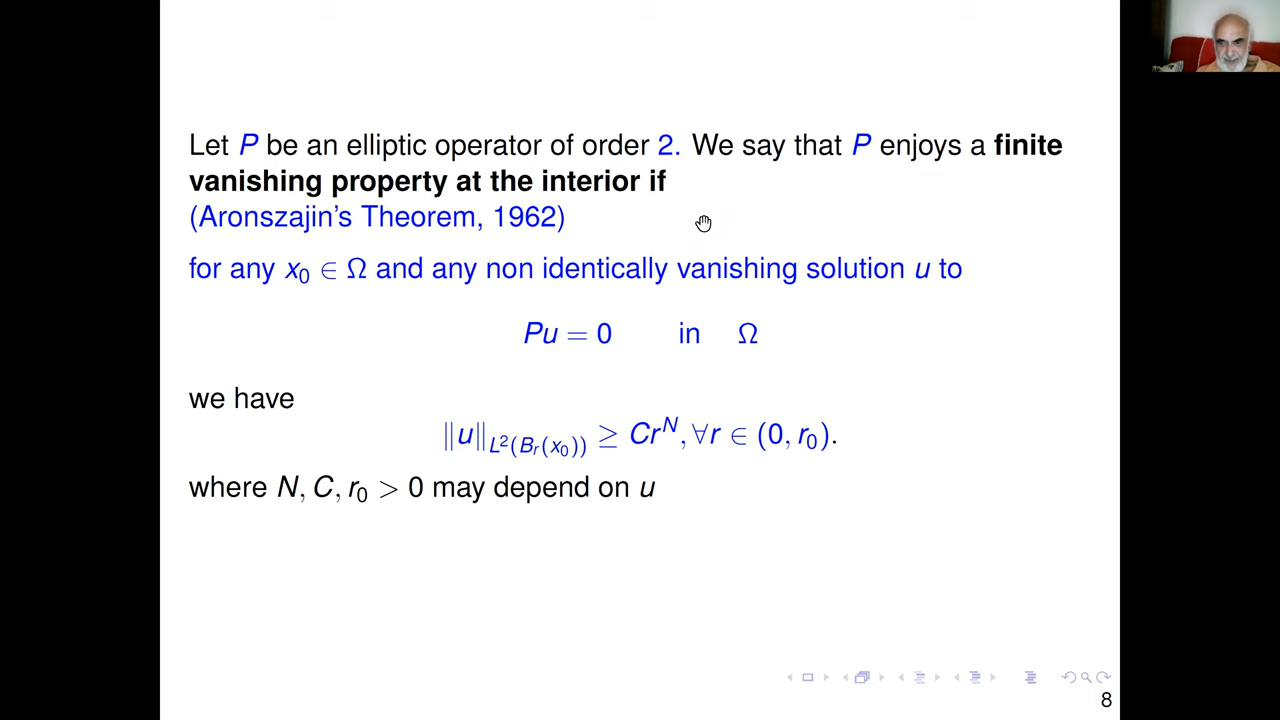 Let P be an elliptic operator of order 2. We say that P enjoys a finite
vanishing property at the interior if
(Aronszajin's Theorem, 1962)
for any x₀ ∈ Ω and any non identically vanishing solution u to
Pu = 0 in Ω
we have
‖u‖_{L²(B_r(x₀))} ≥ Cr^N, ∀r ∈ (0, r₀).
where N, C, r₀ > 0 may depend on u
8